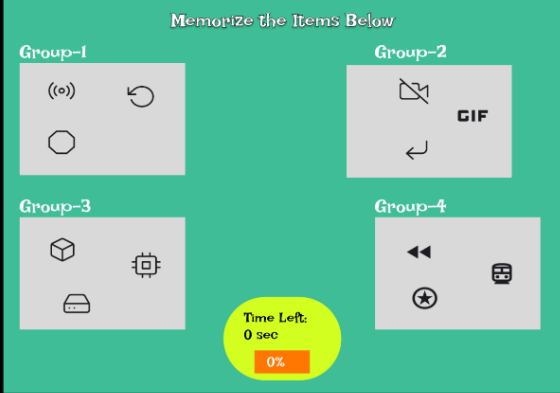 Memorize the Items Below
Group-1
Group-2
GIF
Group-3
Group-4
Time Left:
0 sec
0%